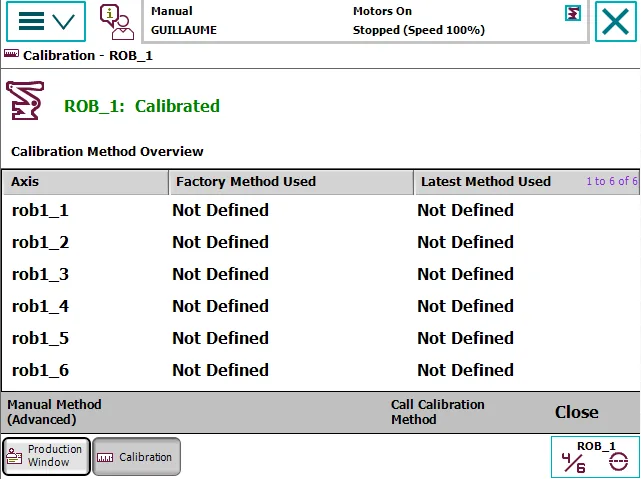 Manual
Motors On
GUILLAUME
Stopped (Speed 100%)
Calibration - ROB_1
ROB_1: Calibrated
Calibration Method Overview
Axis Factory Method Used Latest Method Used 1 to 6 of 6
rob1_1 Not Defined Not Defined
rob1_2 Not Defined Not Defined
rob1_3 Not Defined Not Defined
rob1_4 Not Defined Not Defined
rob1_5 Not Defined Not Defined
rob1_6 Not Defined Not Defined
Manual Method
(Advanced)
Call Calibration
Method
Close
Production
Window
Calibration
ROB_1
4/6